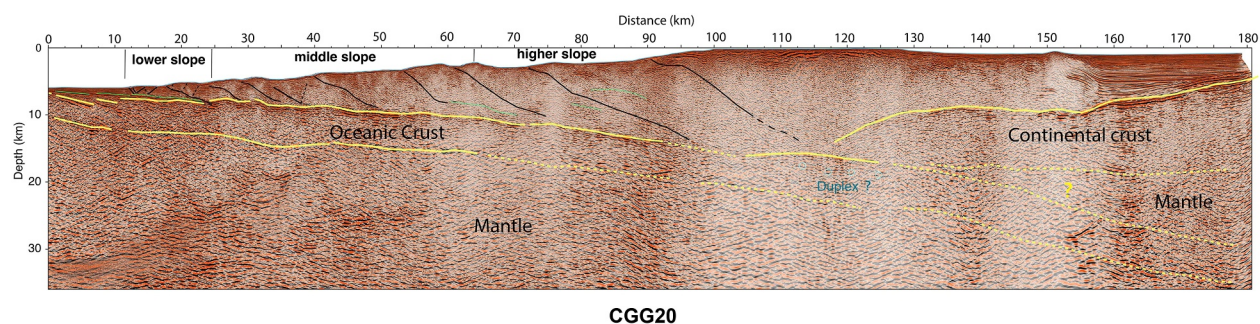 Distance (km)
0 10 20 30 40 50 60 70 80 90 100 110 120 130 140 150 160 170 180
lower slope
middle slope
higher slope
Depth (km)
0
10
20
30
Oceanic Crust
Continental crust
Duplex ?
?
Mantle
Mantle
CGG20